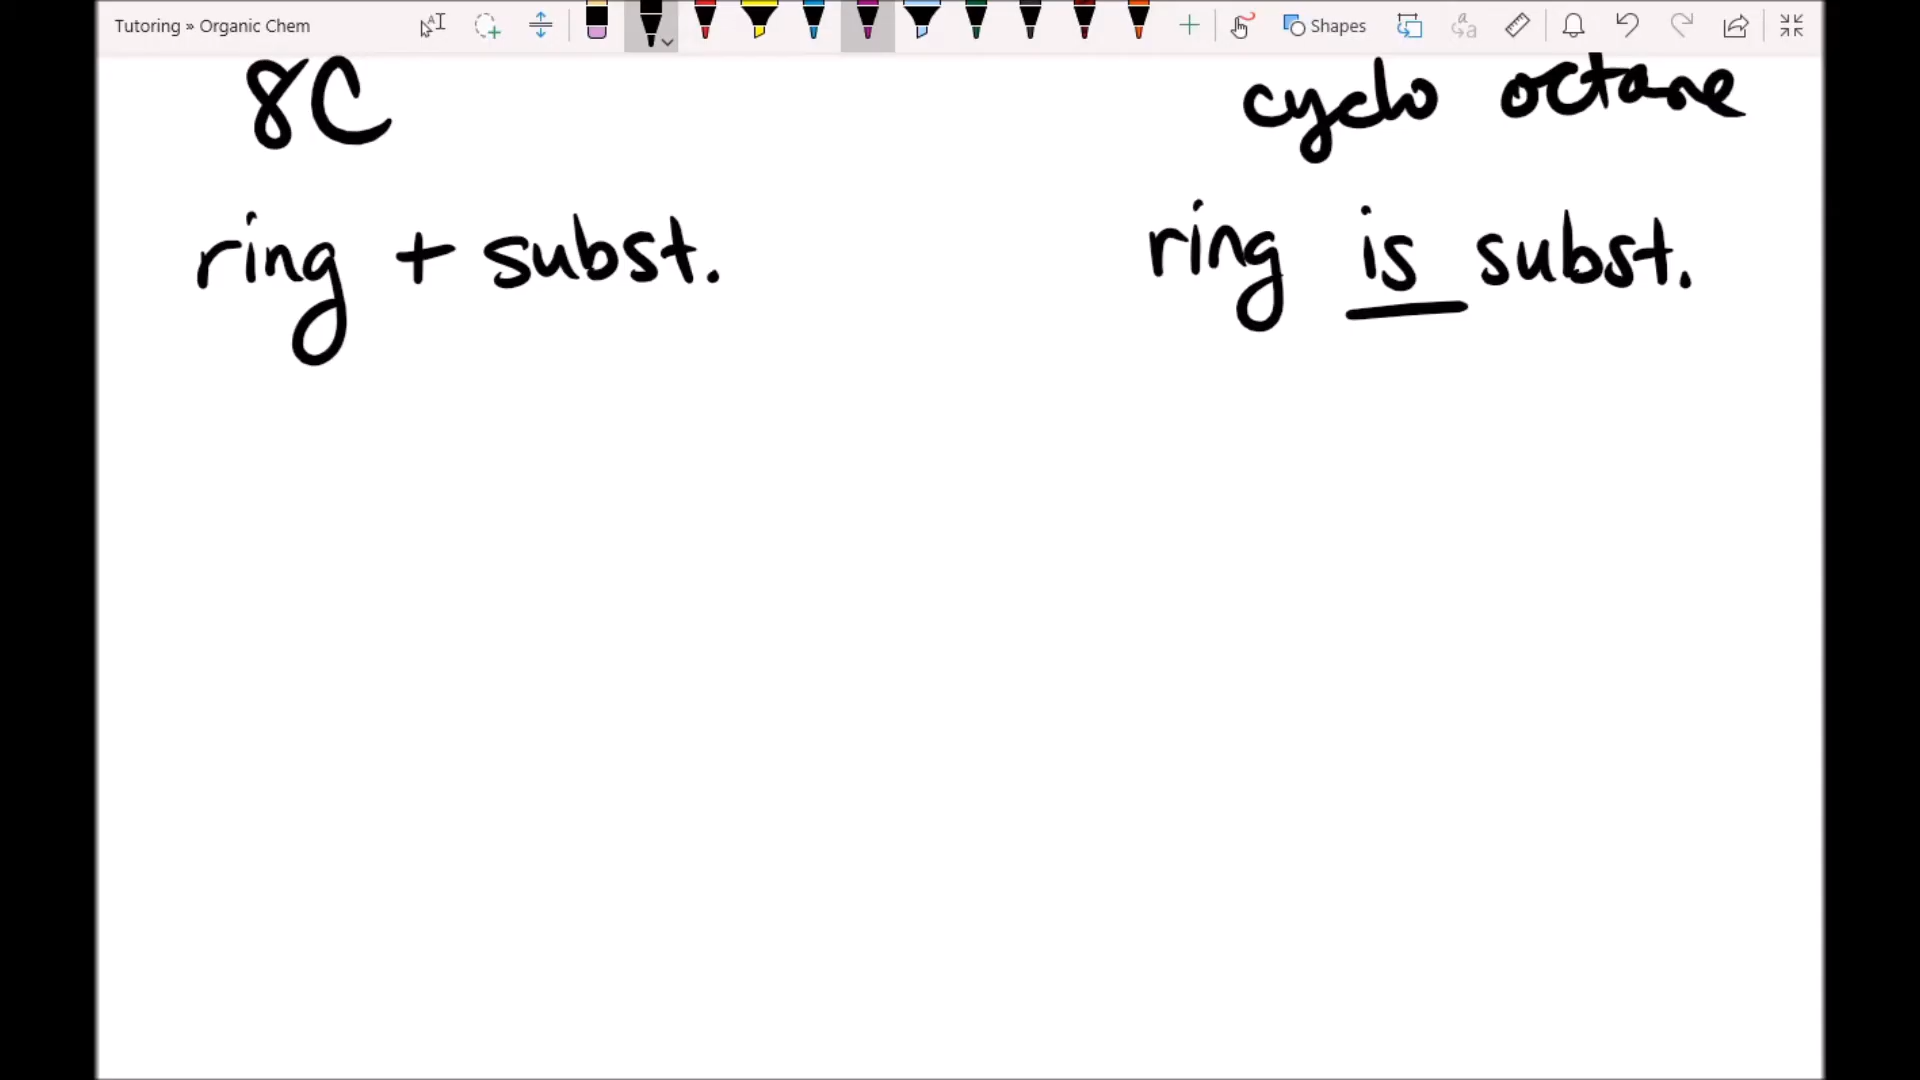 Tutoring » Organic Chem
Shapes
8C
cyclo octane
ring + subst.
ring is subst.